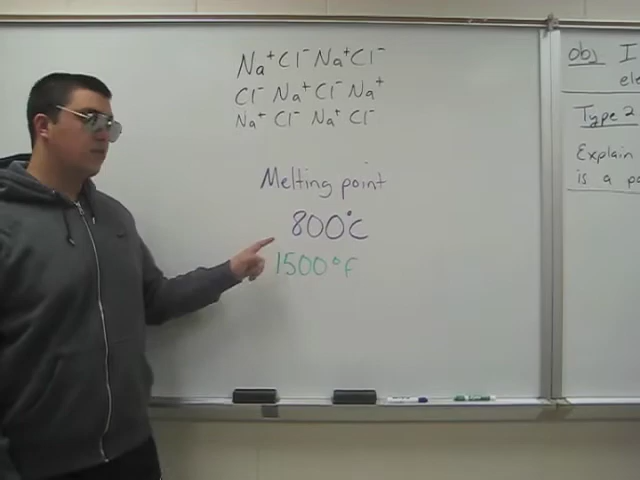 Na⁺ Cl⁻ Na⁺ Cl⁻
Cl⁻ Na⁺ Cl⁻ Na⁺
Na⁺ Cl⁻ Na⁺ Cl⁻
Melting point
800°C
1500°F
Obj I
Type 2
Explain
is a